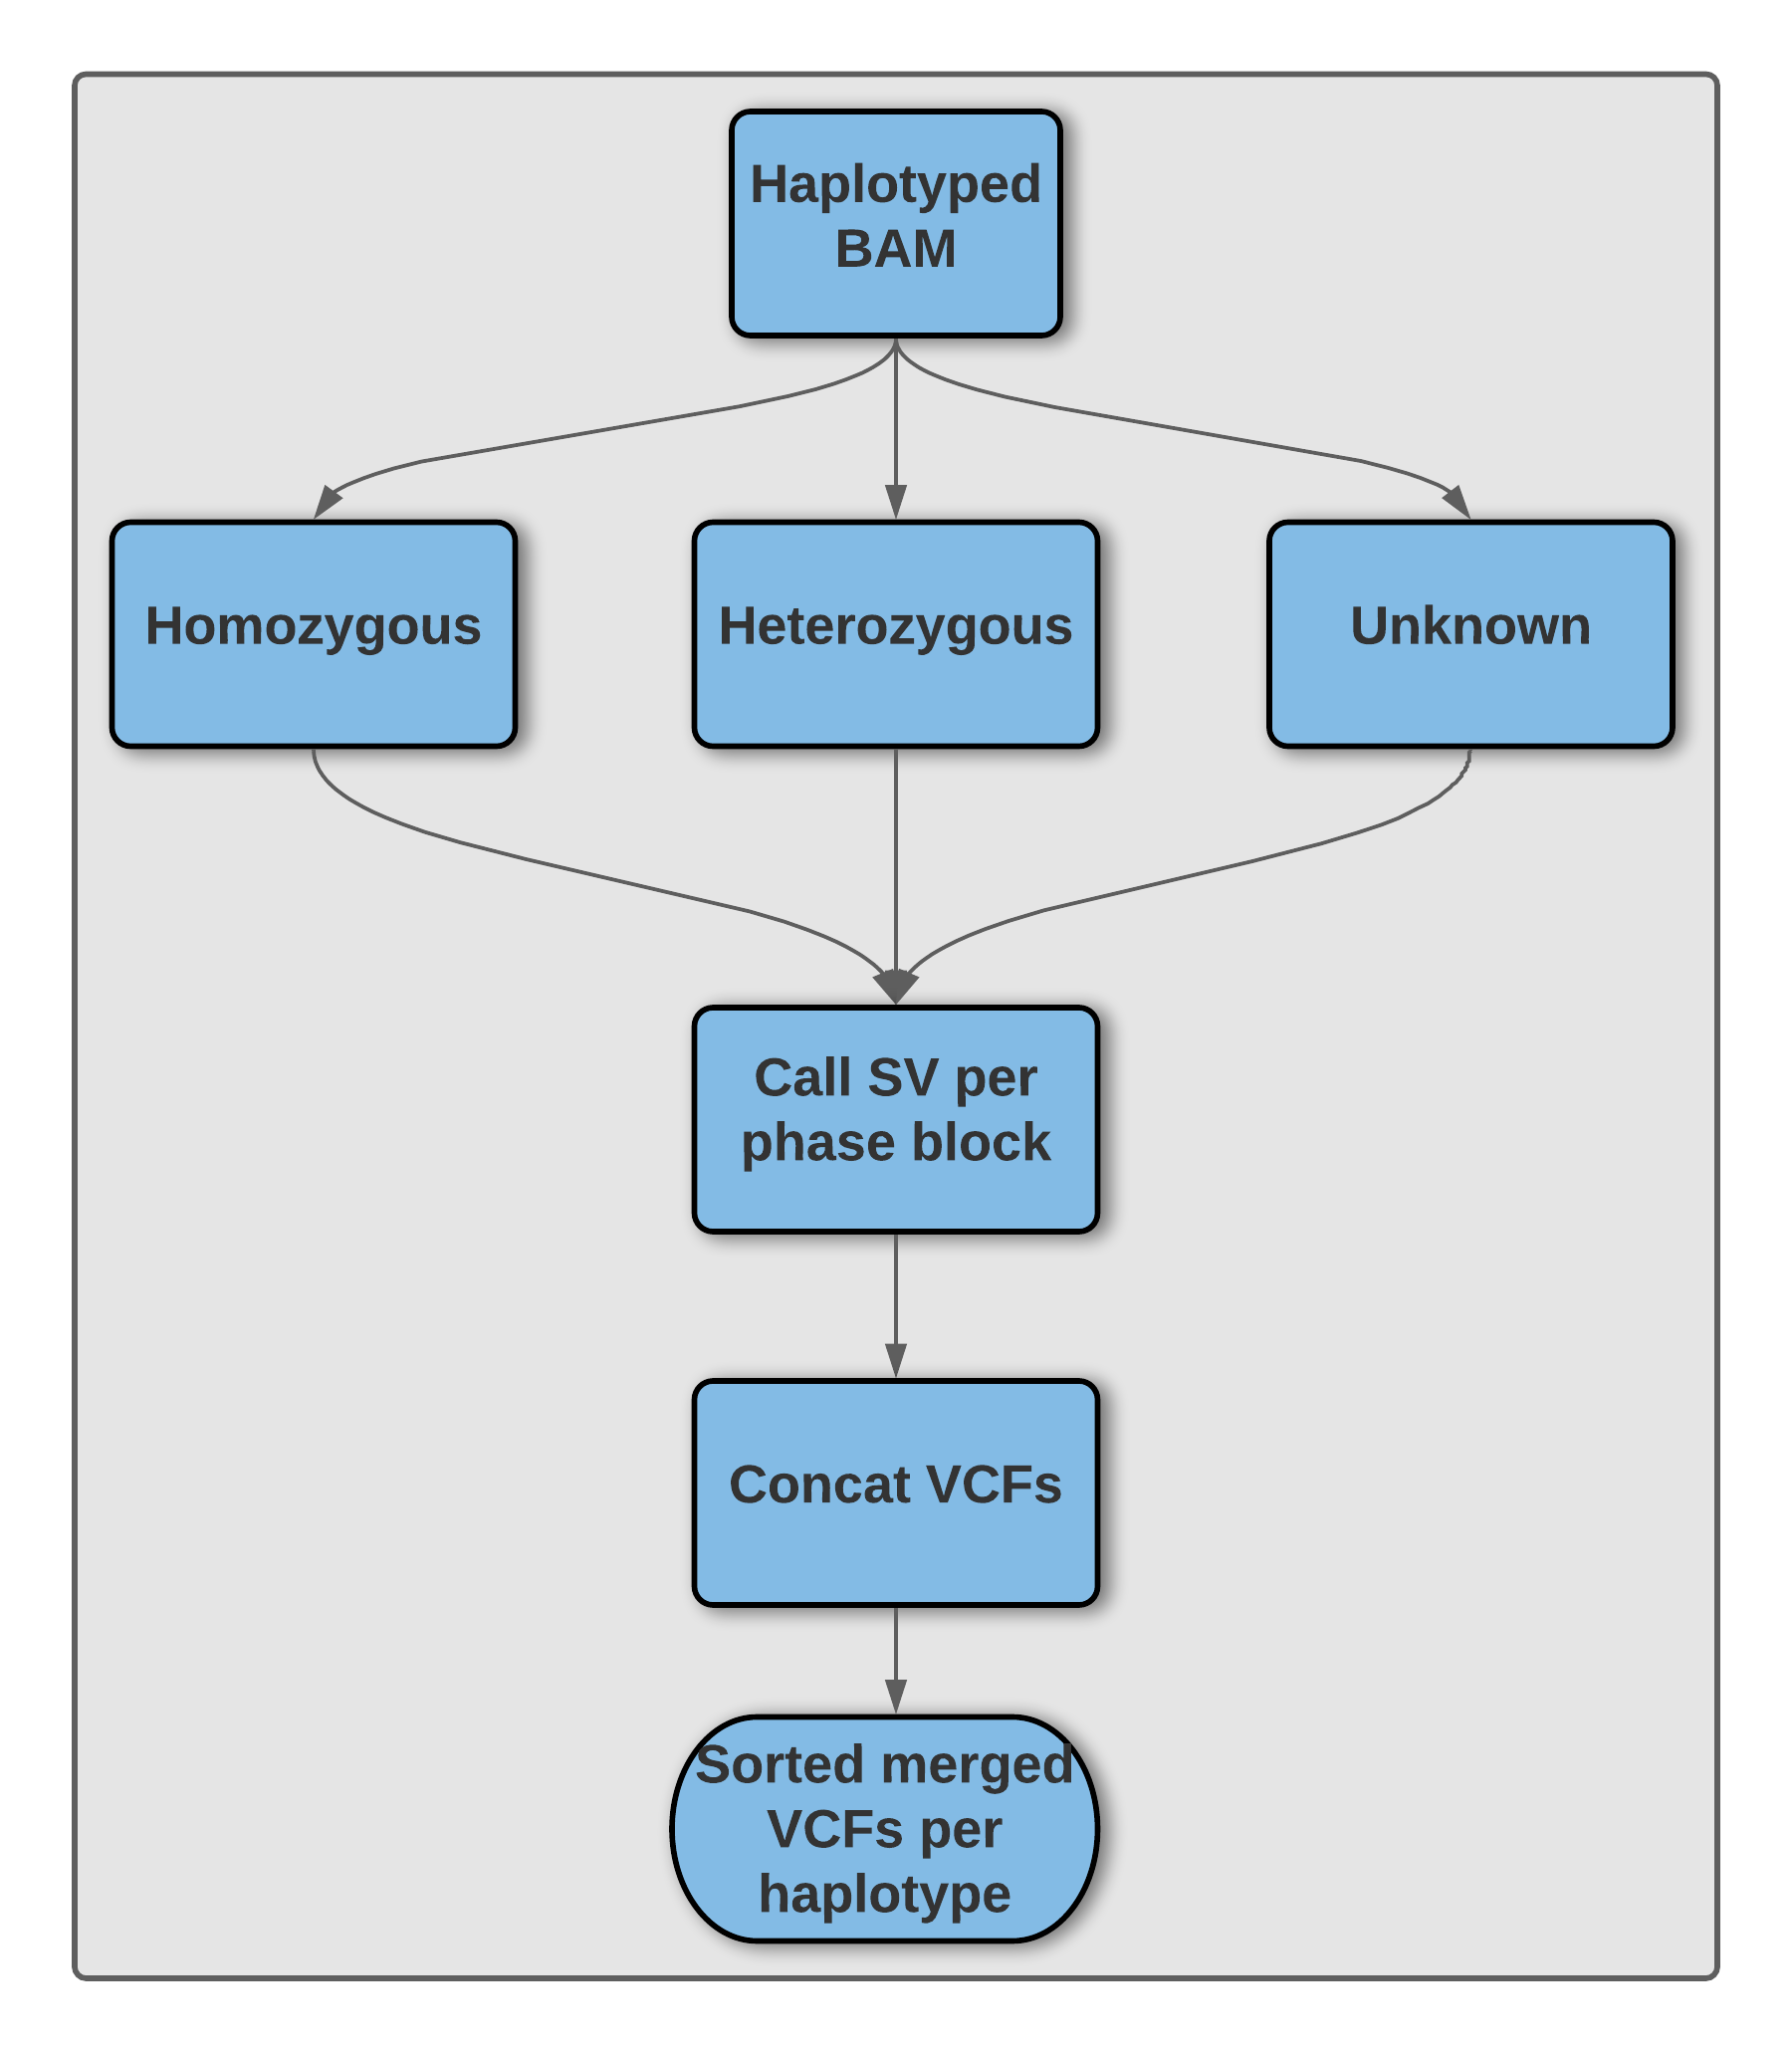 Haplotyped
BAM
Homozygous
Heterozygous
Unknown
Call SV per
phase block
Concat VCFs
Sorted merged
VCFs per
haplotype